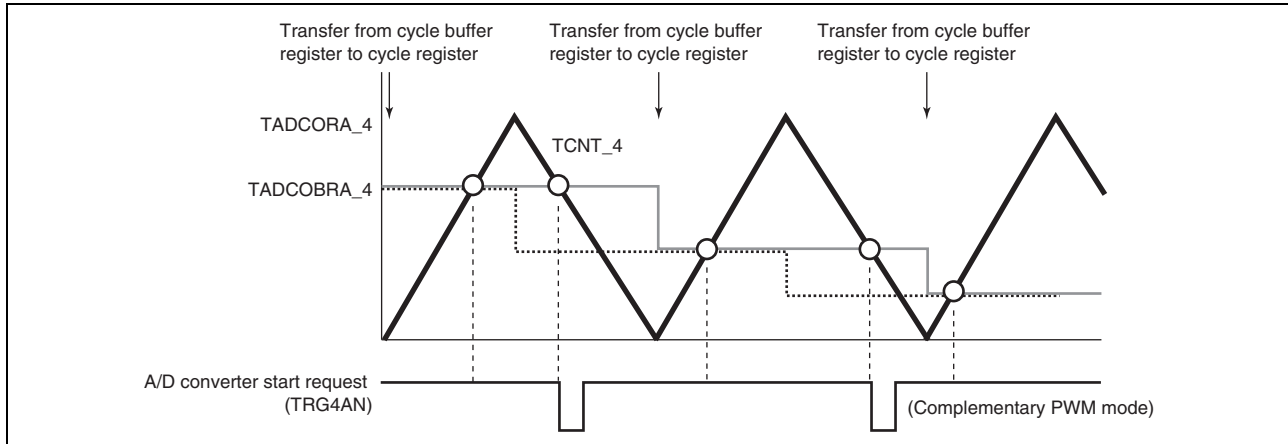 Transfer from cycle buffer
register to cycle register
Transfer from cycle buffer
register to cycle register
Transfer from cycle buffer
register to cycle register
TADCORA_4
TCNT_4
TADCOBRA_4
A/D converter start request
(TRG4AN)
(Complementary PWM mode)